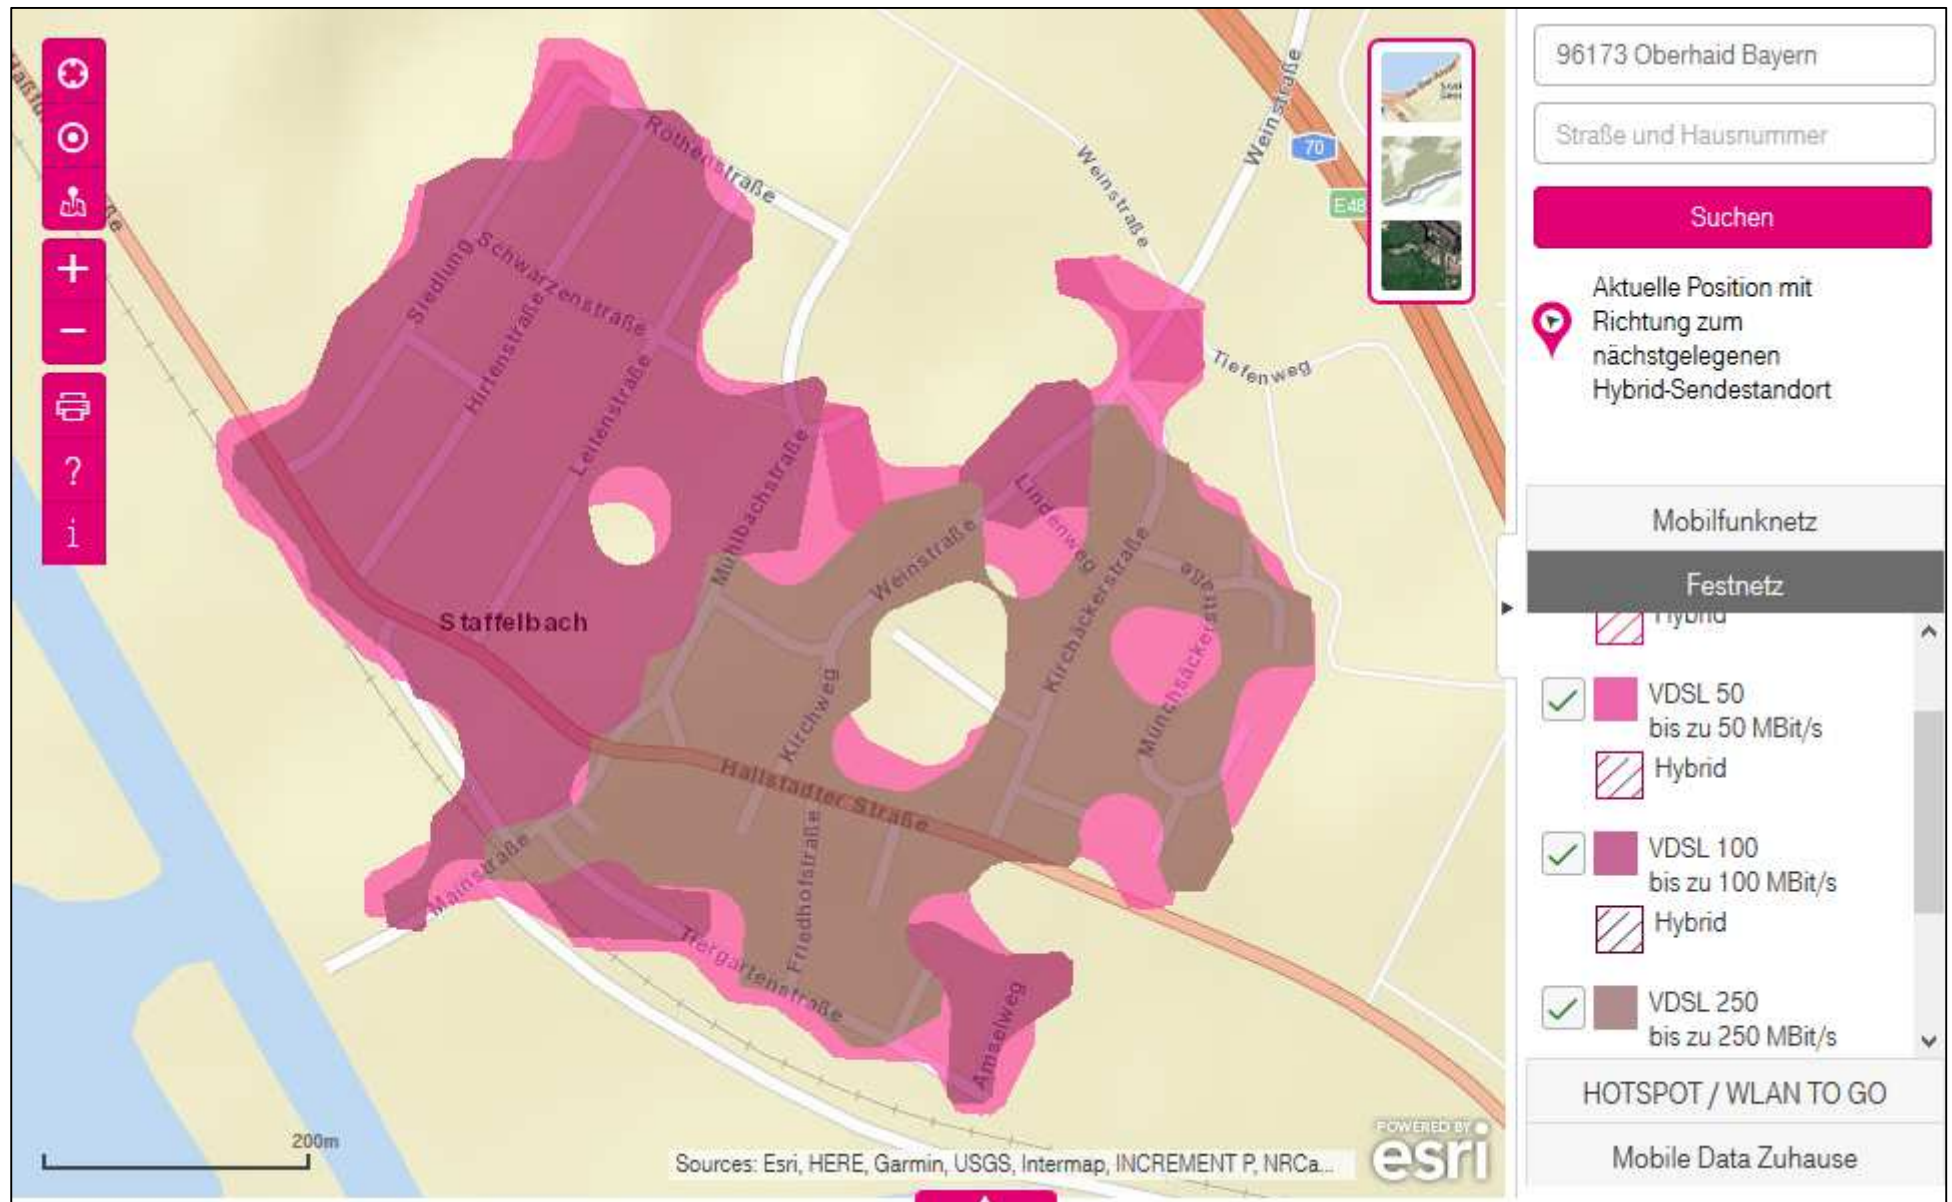 96173 Oberhaid Bayern
Straße und Hausnummer
Suchen
Aktuelle Position mit
Richtung zum
nächstgelegenen
Hybrid-Sendestandort
Mobilfunknetz
Festnetz
Hybrid
VDSL 50
bis zu 50 MBit/s
Hybrid
VDSL 100
bis zu 100 MBit/s
Hybrid
VDSL 250
bis zu 250 MBit/s
HOTSPOT / WLAN TO GO
Mobile Data Zuhause
Röthenstraße
Weinstraße
Weinstraße
70
E48
Siedlung
Schwarzenstraße
Hirtenstraße
Leitenstraße
Tiefenweg
Mühlbachstraße
Lindenweg
Weinstraße
Kirchäckerstraße
Münchsäckerstraße
Staffelbach
Kirchweg
Hallstadter Straße
Mainstraße
Friedhofstraße
Tiergartenstraße
Amselweg
?
i
200m
Sources: Esri, HERE, Garmin, USGS, Intermap, INCREMENT P, NRCa...
POWERED BY
esri